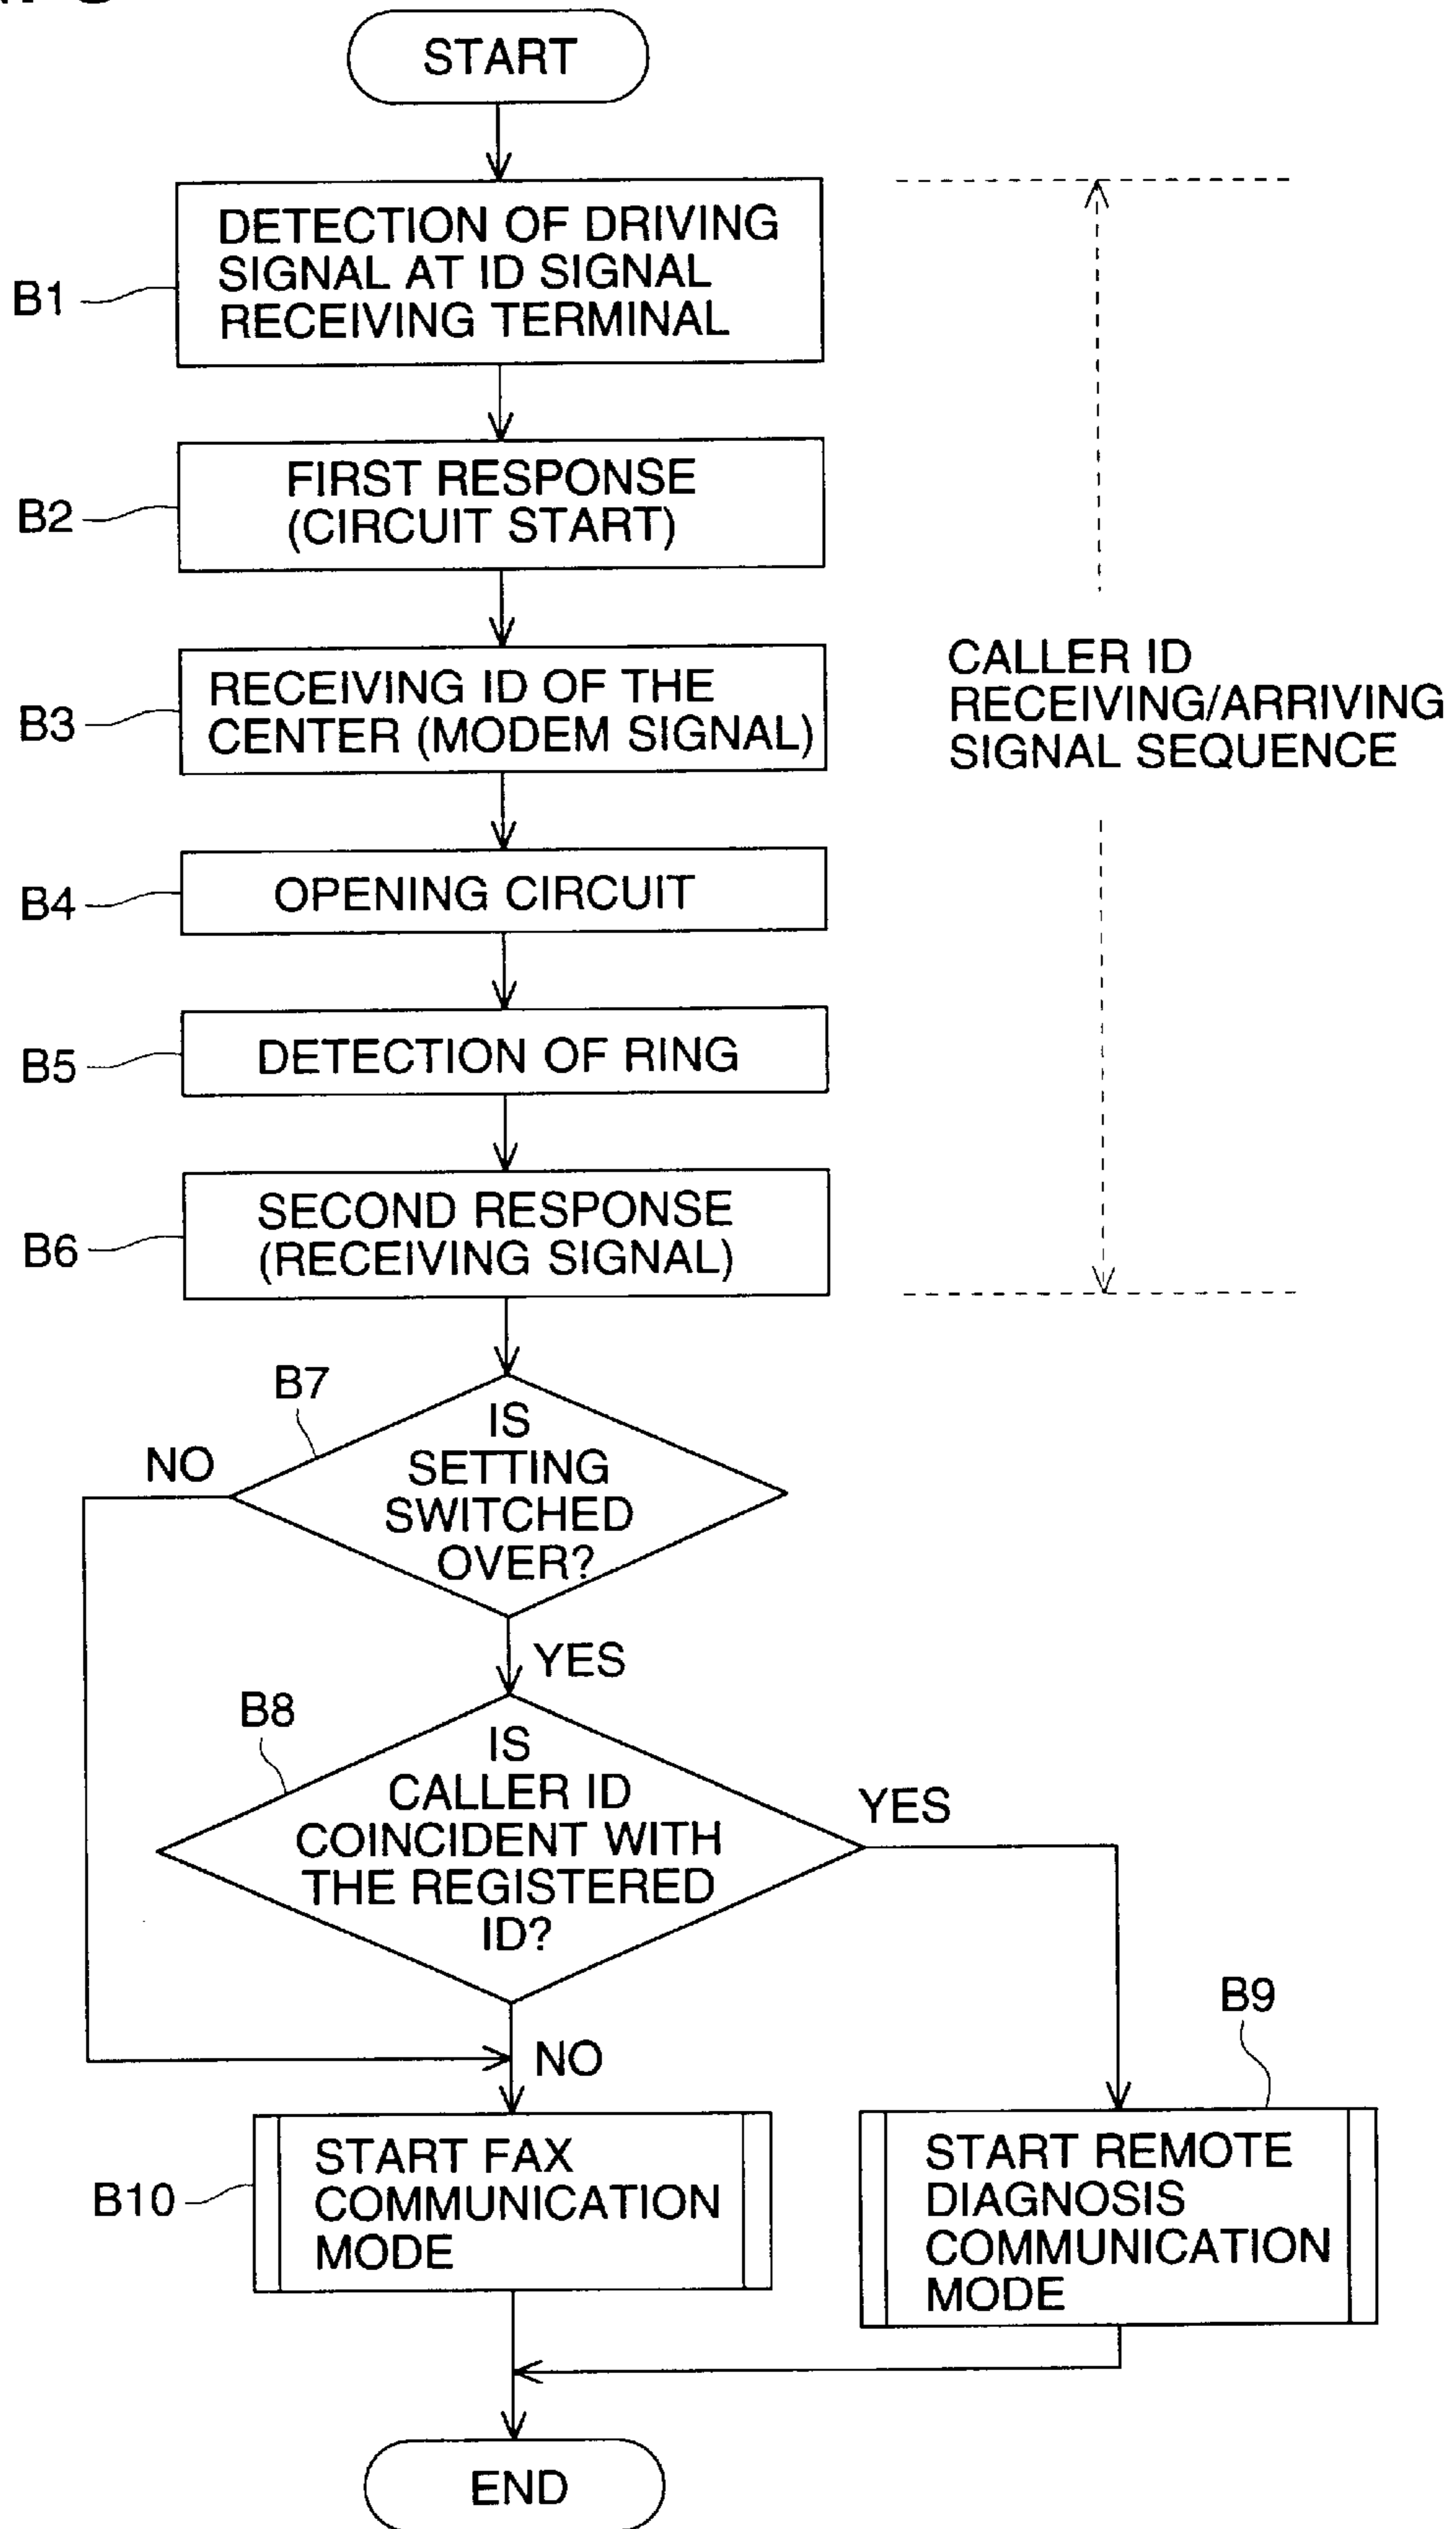 START
DETECTION OF DRIVING
SIGNAL AT ID SIGNAL
RECEIVING TERMINAL
B1
FIRST RESPONSE
(CIRCUIT START)
B2
RECEIVING ID OF THE
CENTER (MODEM SIGNAL)
B3
CALLER ID
RECEIVING/ARRIVING
SIGNAL SEQUENCE
OPENING CIRCUIT
B4
DETECTION OF RING
B5
SECOND RESPONSE
(RECEIVING SIGNAL)
B6
B7
IS
SETTING
SWITCHED
OVER?
NO
YES
B8
IS
CALLER ID
COINCIDENT WITH
THE REGISTERED
ID?
YES
NO
B9
START FAX
COMMUNICATION
MODE
B10
START REMOTE
DIAGNOSIS
COMMUNICATION
MODE
END